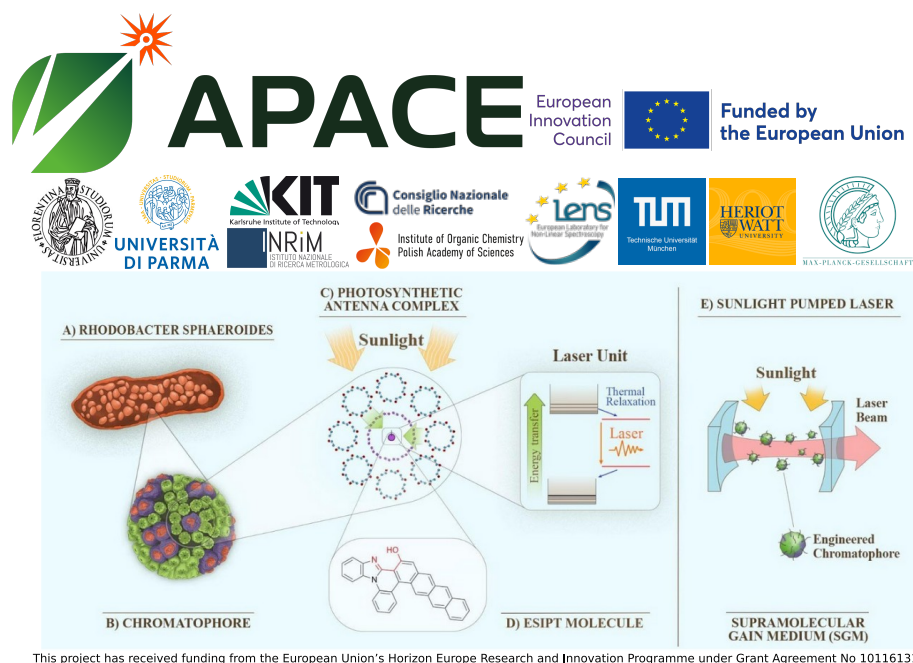 APACE
European
Innovation
Council
Funded by
the European Union
FLORENTINA STUDIORUM UNIVERSITAS
UNIVERSITÀ
DI PARMA
KIT
Karlsruhe Institute of Technology
INRiM
ISTITUTO NAZIONALE
DI RICERCA METROLOGICA
Consiglio Nazionale
delle Ricerche
Institute of Organic Chemistry
Polish Academy of Sciences
Lens
European Laboratory for
Non-Linear Spectroscopy
TUM
Technische Universität
München
HERIOT
WATT
UNIVERSITY
MAX-PLANCK-GESELLSCHAFT
A) RHODOBACTER SPHAEROIDES
C) PHOTOSYNTHETIC
ANTENNA COMPLEX
Sunlight
Laser Unit
Energy transfer
Thermal
Relaxation
Laser
E) SUNLIGHT PUMPED LASER
Sunlight
Laser
Beam
Engineered
Chromatophore
HO
N
N
B) CHROMATOPHORE
D) ESIPT MOLECULE
SUPRAMOLECULAR
GAIN MEDIUM (SGM)
This project has received funding from the European Union's Horizon Europe Research and Innovation Programme under Grant Agreement No 1011613